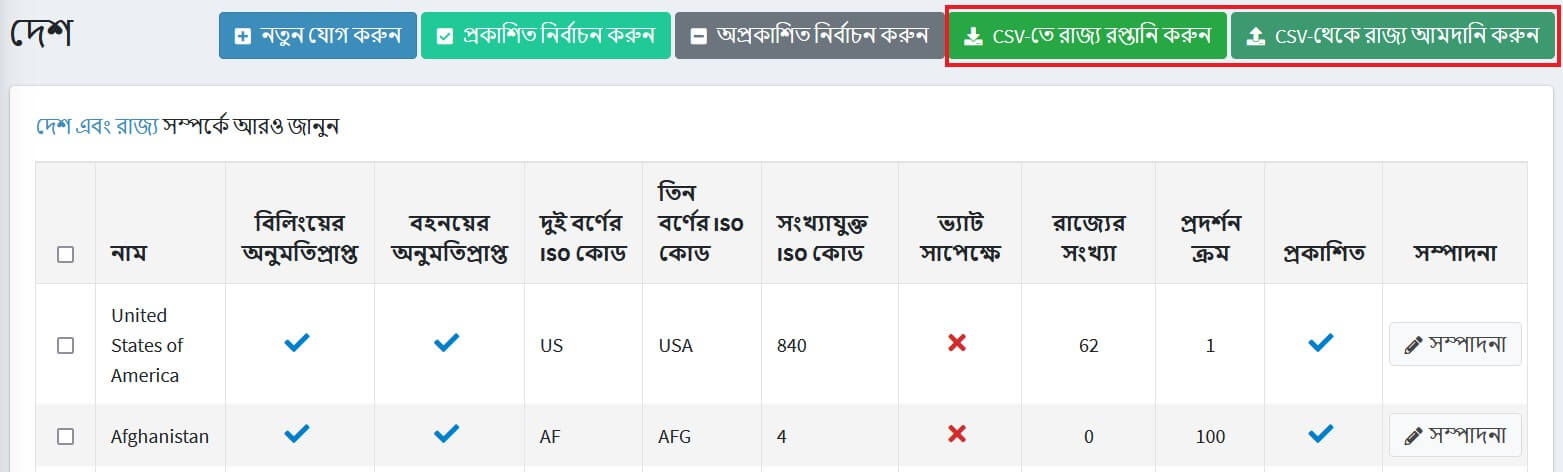 দেশ
নতুন যোগ করুন
প্রকাশিত নির্বাচন করুন
অপ্রকাশিত নির্বাচন করুন
CSV-তে রাজ্য রপ্তানি করুন
CSV-থেকে রাজ্য আমদানি করুন
দেশ এবং রাজ্য সম্পর্কে আরও জানুন
নাম
বিলিংয়ের
অনুমতিপ্রাপ্ত
বহনয়ের
অনুমতিপ্রাপ্ত
দুই বর্ণের
ISO কোড
তিন
বর্ণের ISO
কোড
সংখ্যাযুক্ত
ISO কোড
ভ্যাট
সাপেক্ষে
রাজ্যের
সংখ্যা
প্রদর্শন
ক্রম
প্রকাশিত
সম্পাদনা
United
States of
America
US
USA
840
62
1
সম্পাদনা
Afghanistan
AF
AFG
4
0
100
সম্পাদনা